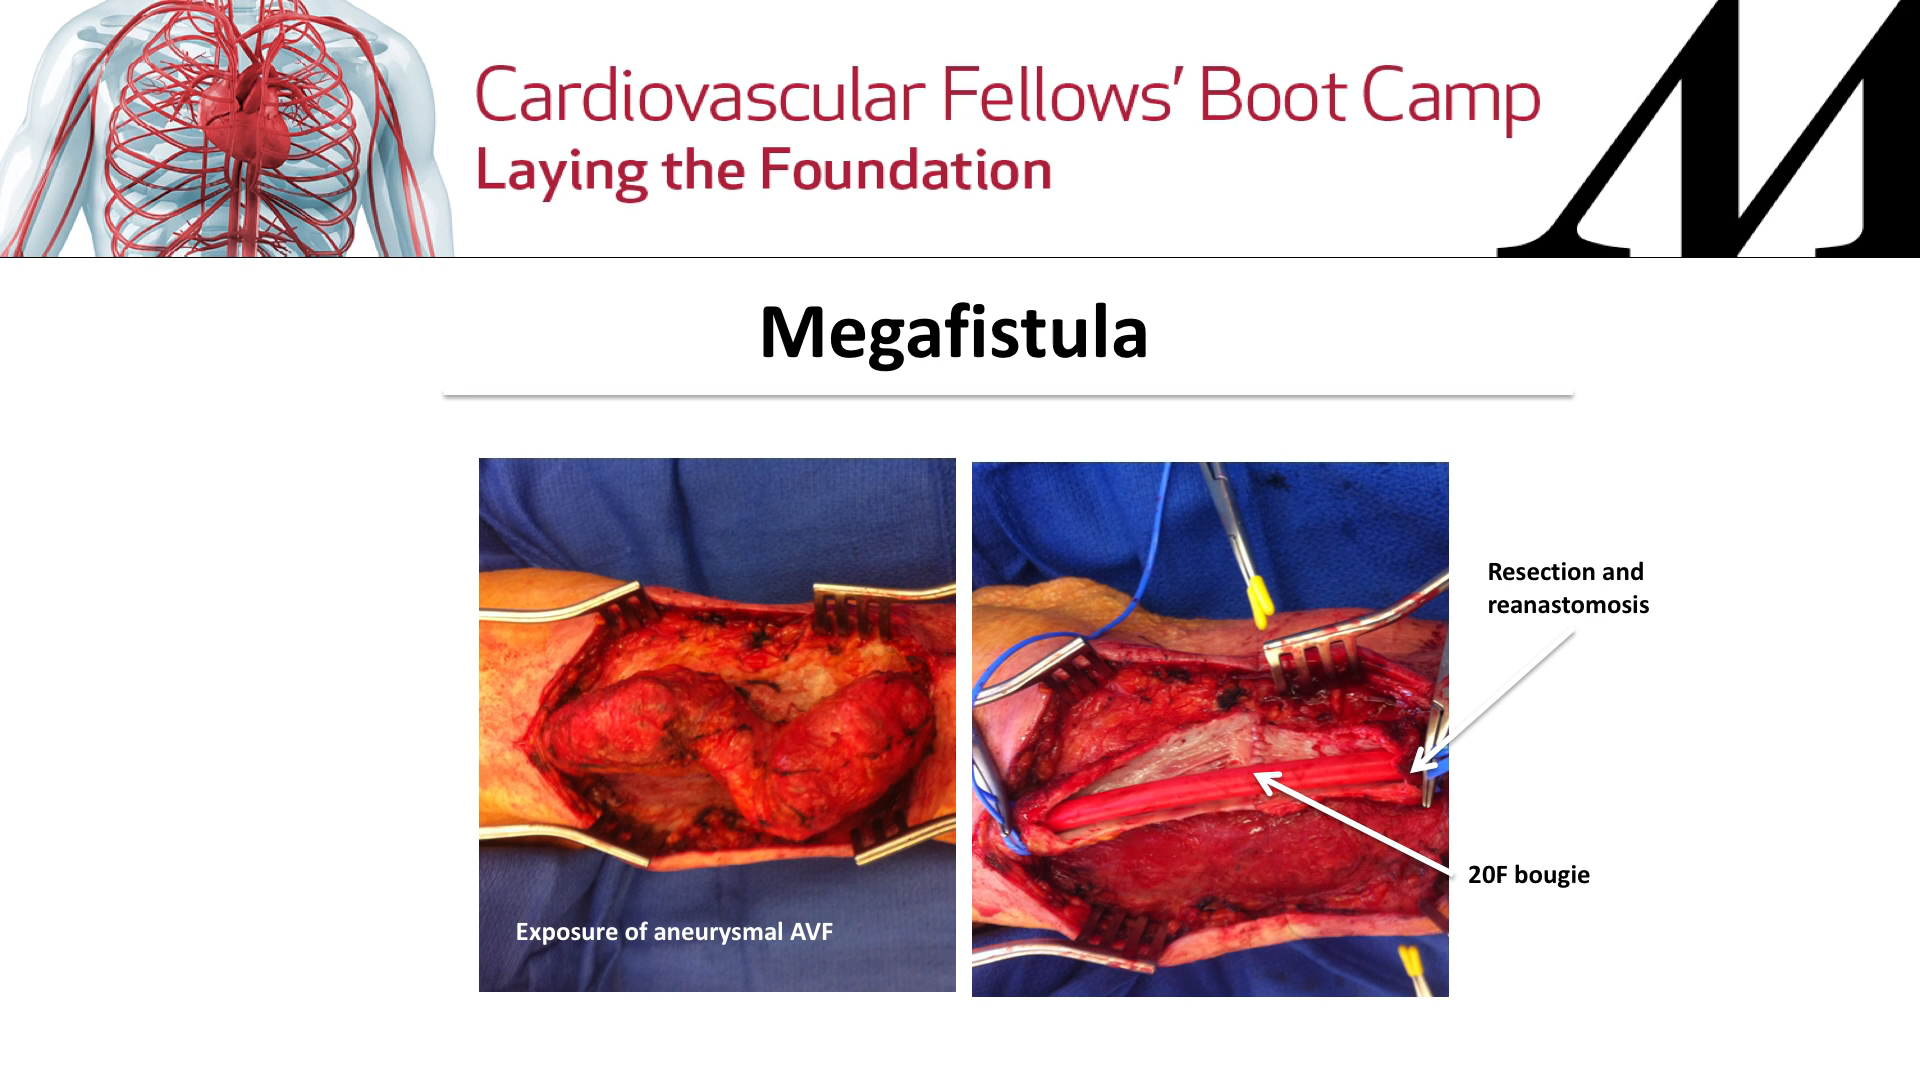 Cardiovascular Fellows’ Boot Camp
Laying the Foundation
M
Megafistula
Exposure of aneurysmal AVF
Resection and
reanastomosis
20F bougie